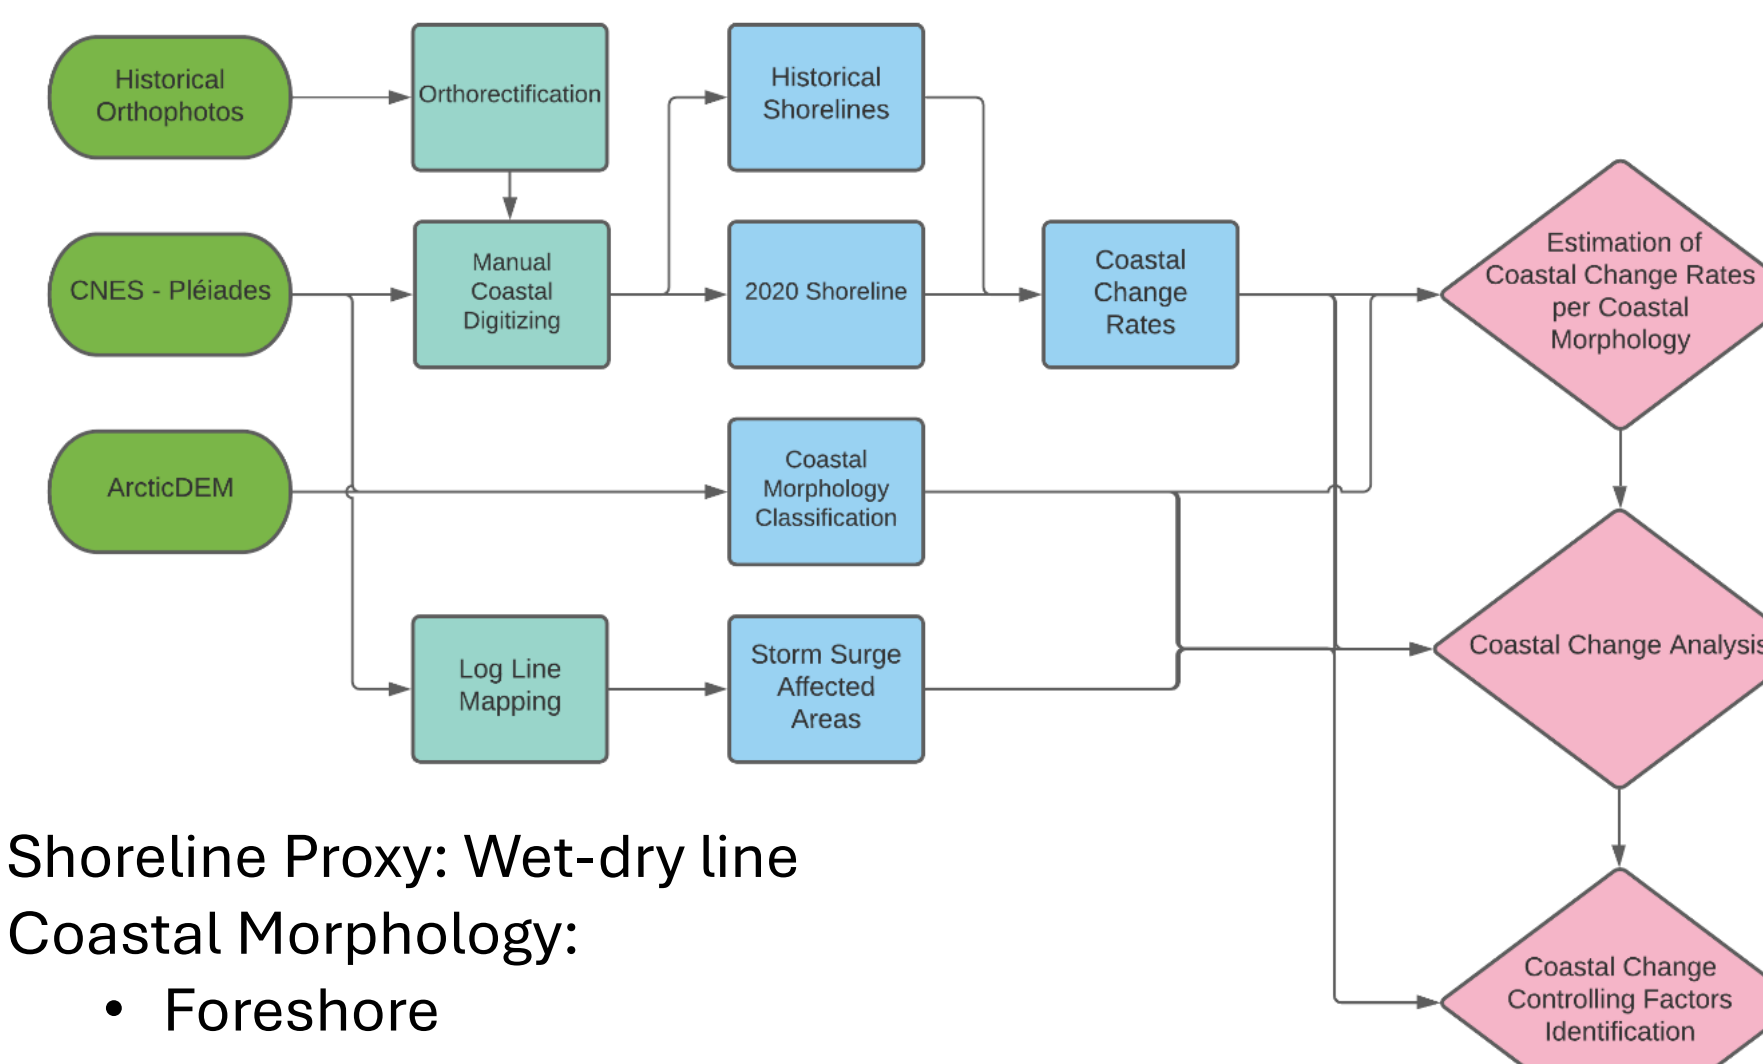 Historical
Orthophotos
Orthorectification
Historical
Shorelines
CNES - Pléiades
Manual
Coastal
Digitizing
2020 Shoreline
Coastal
Change
Rates
Estimation of
Coastal Change Rates
per Coastal
Morphology
ArcticDEM
Coastal
Morphology
Classification
Log Line
Mapping
Storm Surge
Affected
Areas
Coastal Change Analysis
Coastal Change
Controlling Factors
Identification
Shoreline Proxy: Wet-dry line
Coastal Morphology:
• Foreshore